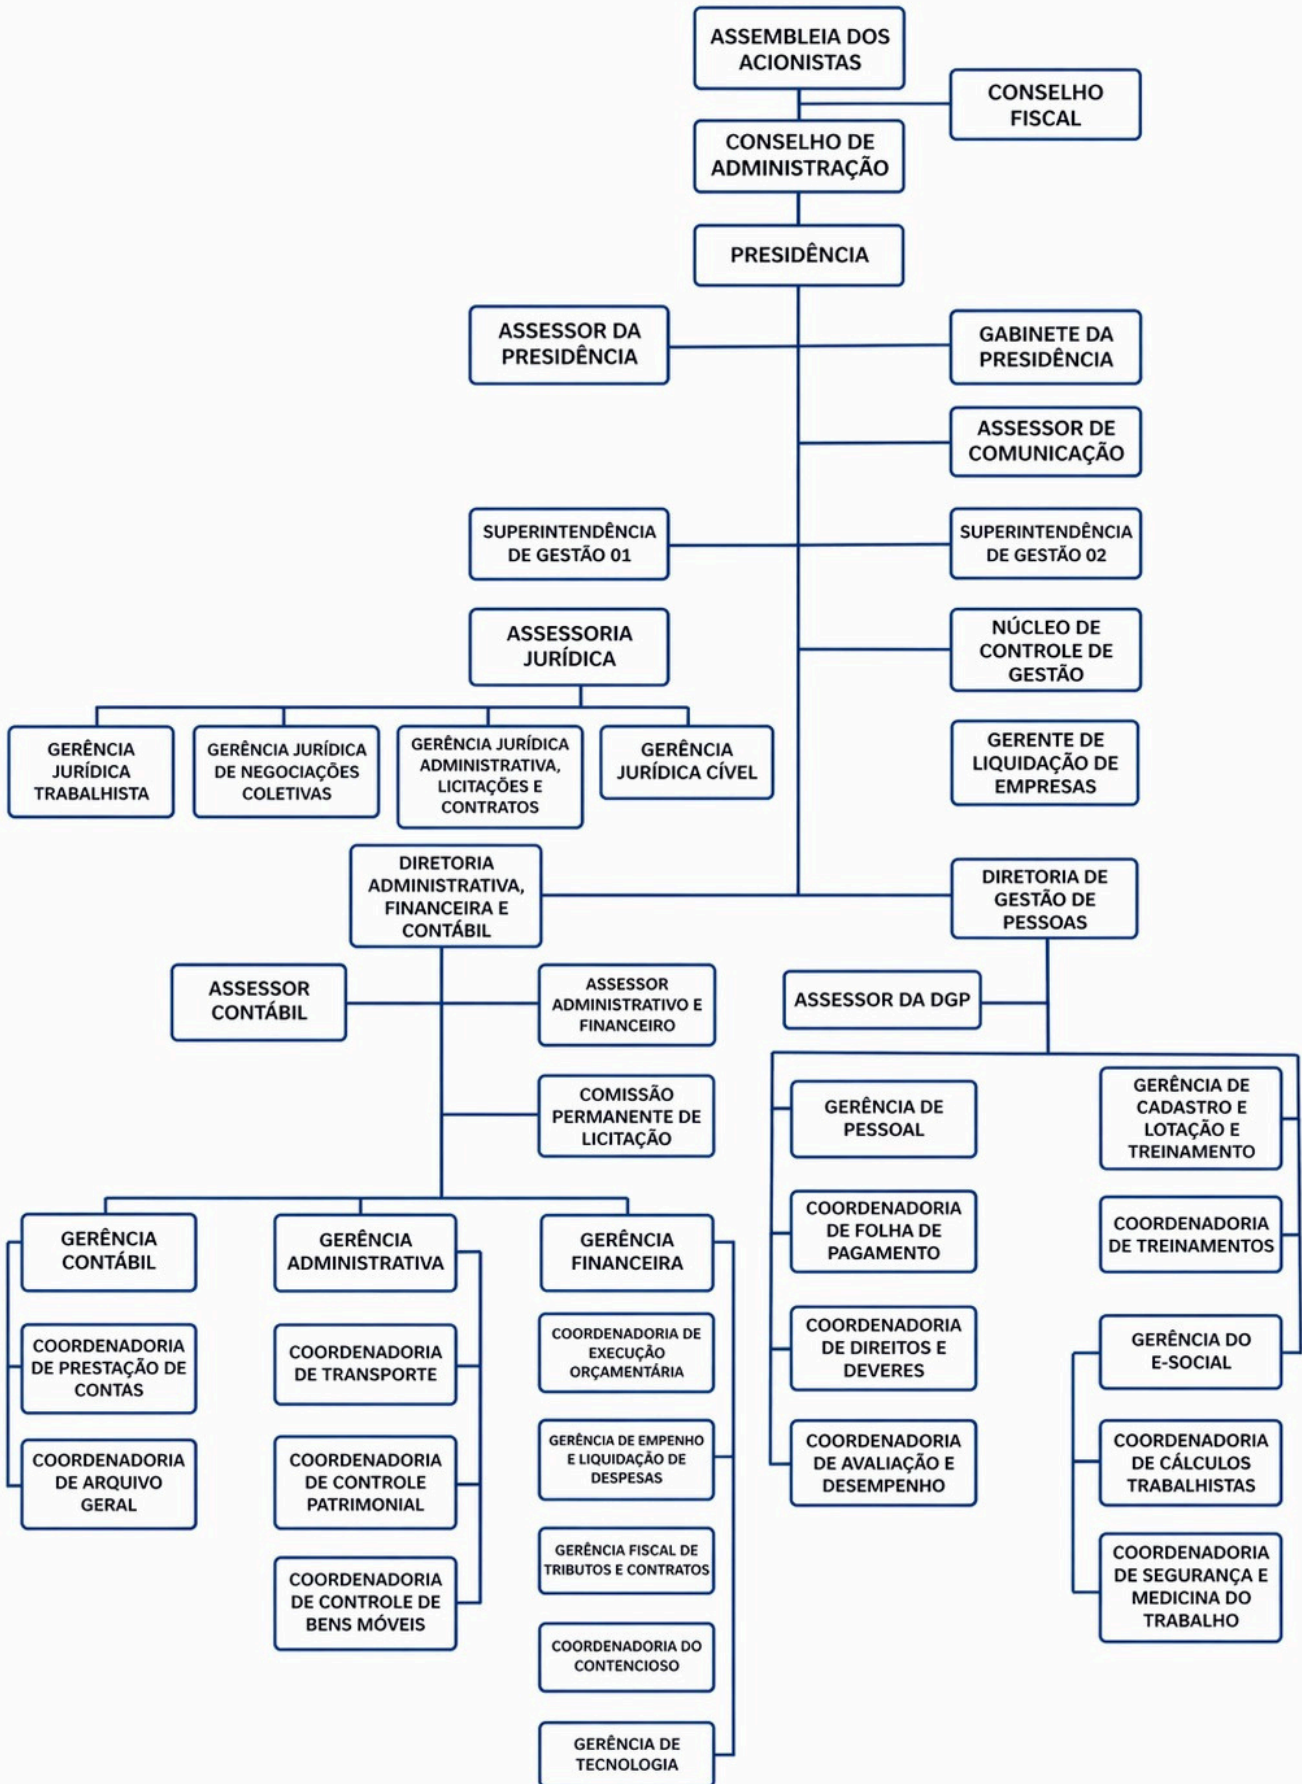 ASSEMBLEIA DOS
ACIONISTAS
CONSELHO
FISCAL
CONSELHO DE
ADMINISTRAÇÃO
PRESIDÊNCIA
ASSESSOR DA
PRESIDÊNCIA
GABINETE DA
PRESIDÊNCIA
ASSESSOR DE
COMUNICAÇÃO
SUPERINTENDÊNCIA
DE GESTÃO 01
SUPERINTENDÊNCIA
DE GESTÃO 02
ASSESSORIA
JURÍDICA
NÚCLEO DE
CONTROLE DE
GESTÃO
GERÊNCIA
JURÍDICA
TRABALHISTA
GERÊNCIA JURÍDICA
DE NEGOCIAÇÕES
COLETIVAS
GERÊNCIA JURÍDICA
ADMINISTRATIVA,
LICITAÇÕES E
CONTRATOS
GERÊNCIA
JURÍDICA CÍVEL
GERENTE DE
LIQUIDAÇÃO DE
EMPRESAS
DIRETORIA
ADMINISTRATIVA,
FINANCEIRA E
CONTÁBIL
DIRETORIA DE
GESTÃO DE
PESSOAS
ASSESSOR
CONTÁBIL
ASSESSOR
ADMINISTRATIVO E
FINANCEIRO
ASSESSOR DA DGP
COMISSÃO
PERMANENTE DE
LICITAÇÃO
GERÊNCIA DE
PESSOAL
GERÊNCIA DE
CADASTRO E
LOTAÇÃO E
TREINAMENTO
GERÊNCIA
CONTÁBIL
GERÊNCIA
ADMINISTRATIVA
GERÊNCIA
FINANCEIRA
COORDENADORIA
DE FOLHA DE
PAGAMENTO
COORDENADORIA
DE TREINAMENTOS
COORDENADORIA
DE PRESTAÇÃO DE
CONTAS
COORDENADORIA
DE TRANSPORTE
COORDENADORIA DE
EXECUÇÃO
ORÇAMENTÁRIA
COORDENADORIA
DE DIREITOS E
DEVERES
GERÊNCIA DO
E-SOCIAL
COORDENADORIA
DE ARQUIVO
GERAL
COORDENADORIA
DE CONTROLE
PATRIMONIAL
GERÊNCIA DE EMPENHO
E LIQUIDAÇÃO DE
DESPESAS
COORDENADORIA
DE AVALIAÇÃO E
DESEMPENHO
COORDENADORIA
DE CÁLCULOS
TRABALHISTAS
COORDENADORIA
DE CONTROLE DE
BENS MÓVEIS
GERÊNCIA FISCAL DE
TRIBUTOS E CONTRATOS
COORDENADORIA
DE SEGURANÇA E
MEDICINA DO
TRABALHO
COORDENADORIA DO
CONTENCIOSO
GERÊNCIA DE
TECNOLOGIA